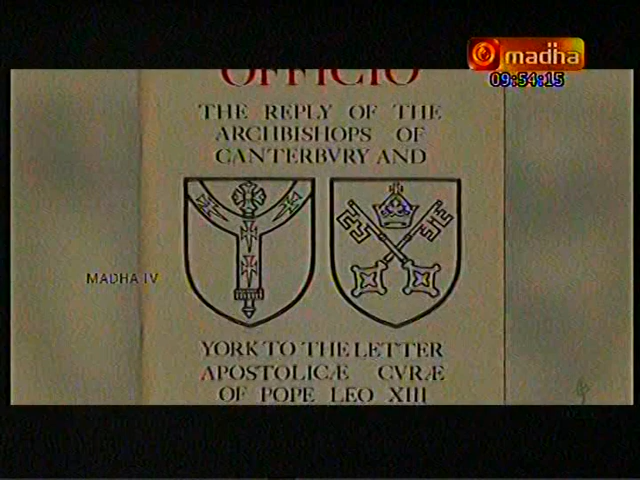 madha
09:54:15
OFFICIO
THE REPLY OF THE
ARCHBISHOPS OF
CANTERBVRY AND
MADHA TV
YORK TO THE LETTER
APOSTOLICÆ CVRÆ
OF POPE LEO XIII